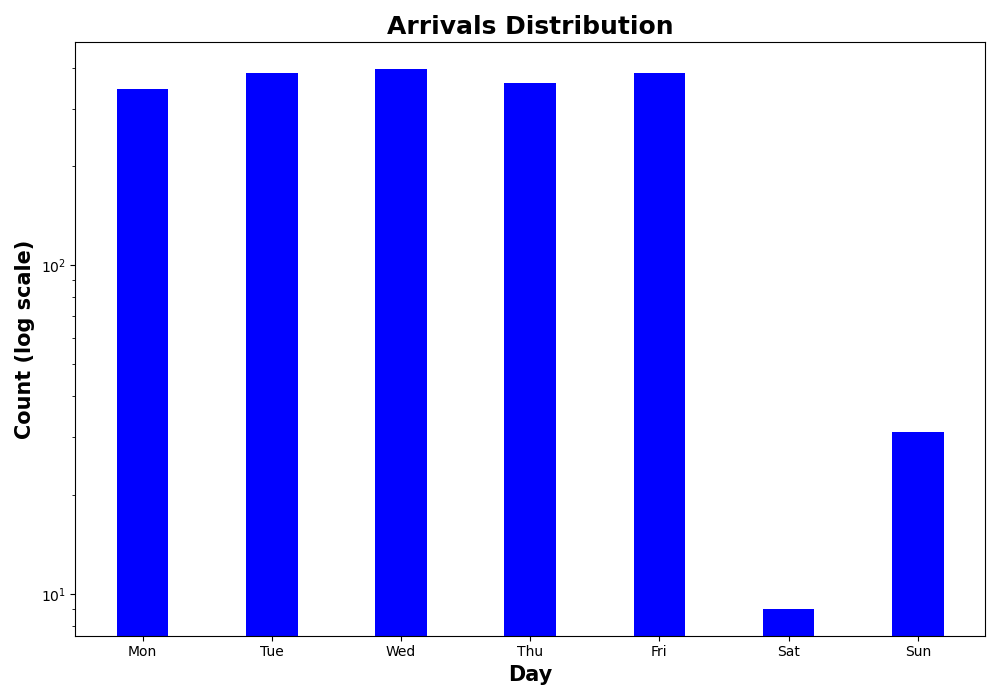 Arrivals Distribution
Count (log scale)
10²
10¹
Mon Tue Wed Thu Fri Sat Sun
Day